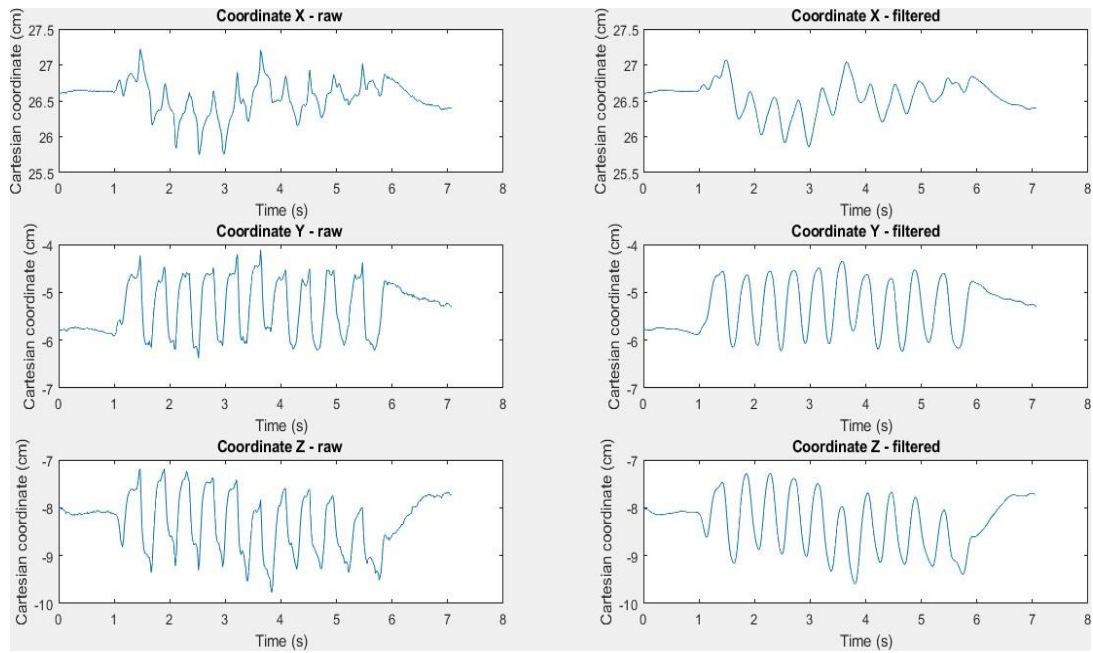 Coordinate X - raw
Cartesian coordinate (cm)
27.5
27
26.5
26
25.5
0 1 2 3 4 5 6 7 8
Time (s)
Coordinate X - filtered
Cartesian coordinate (cm)
27.5
27
26.5
26
25.5
0 1 2 3 4 5 6 7 8
Time (s)
Coordinate Y - raw
Cartesian coordinate (cm)
-4
-5
-6
-7
0 1 2 3 4 5 6 7 8
Time (s)
Coordinate Y - filtered
Cartesian coordinate (cm)
-4
-5
-6
-7
0 1 2 3 4 5 6 7 8
Time (s)
Coordinate Z - raw
Cartesian coordinate (cm)
-7
-8
-9
-10
0 1 2 3 4 5 6 7 8
Time (s)
Coordinate Z - filtered
Cartesian coordinate (cm)
-7
-8
-9
-10
0 1 2 3 4 5 6 7 8
Time (s)